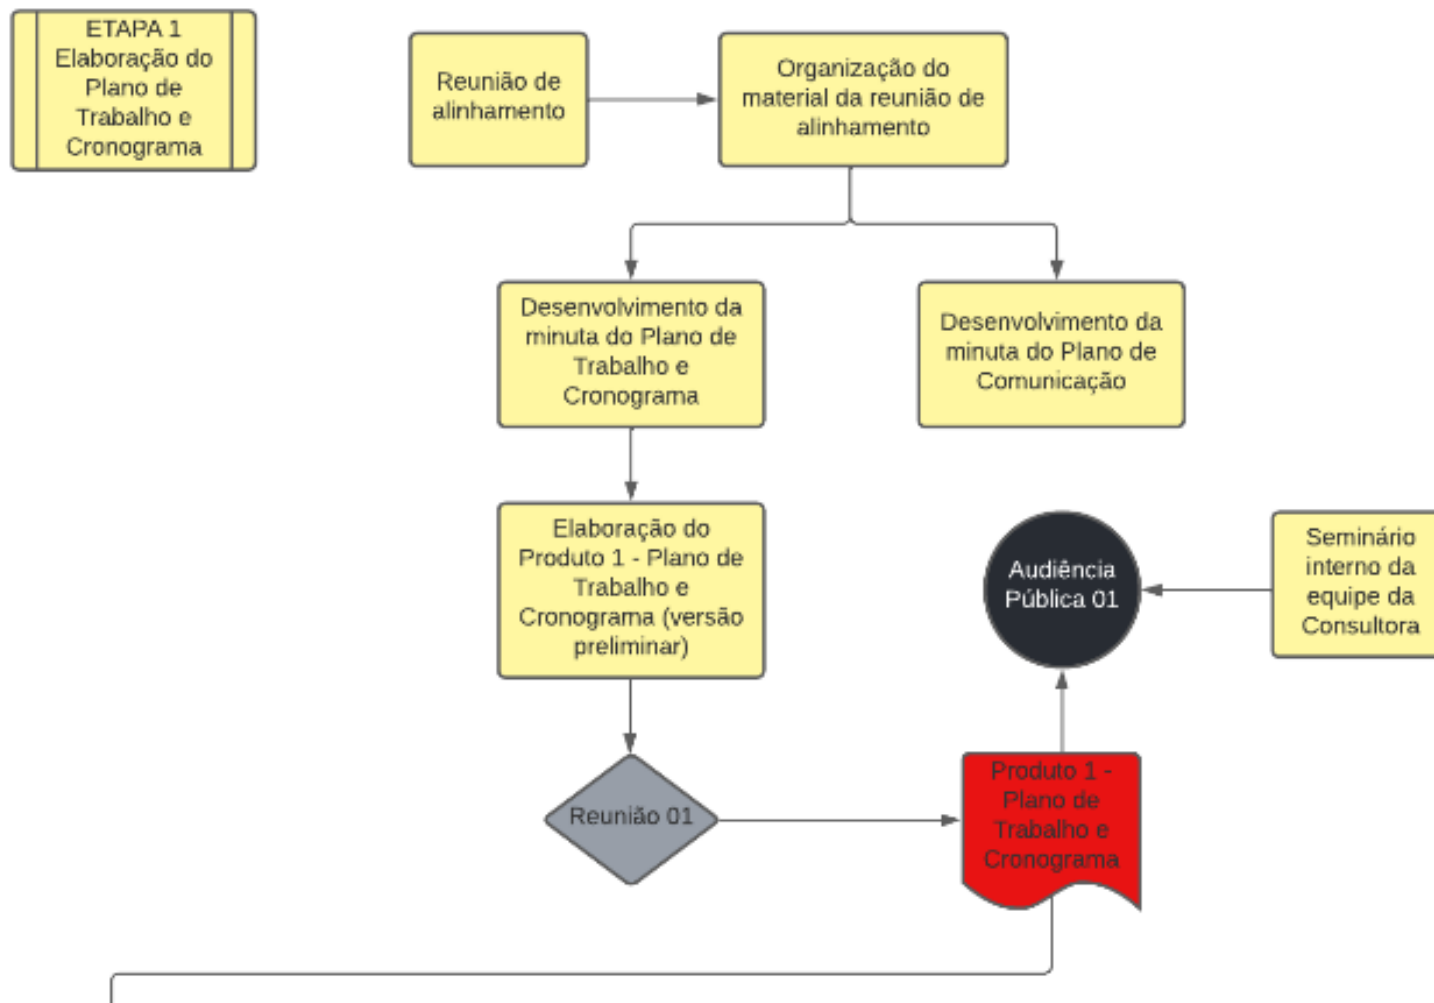 ETAPA 1
Elaboração do
Plano de
Trabalho e
Cronograma
Reunião de
alinhamento
Organização do
material da reunião de
alinhamento
Desenvolvimento da
minuta do Plano de
Trabalho e
Cronograma
Desenvolvimento da
minuta do Plano de
Comunicação
Elaboração do
Produto 1 - Plano de
Trabalho e
Cronograma (versão
preliminar)
Audiência
Pública 01
Seminário
interno da
equipe da
Consultora
Reunião 01
Produto 1 -
Plano de
Trabalho e
Cronograma